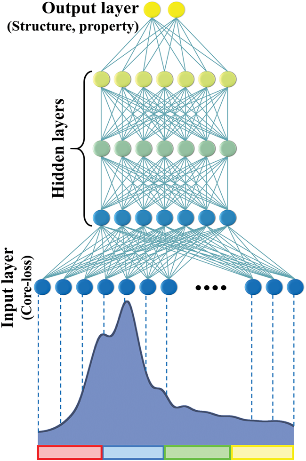 Output layer
(Structure, property)
Hidden layers
Input layer
(Core-loss)